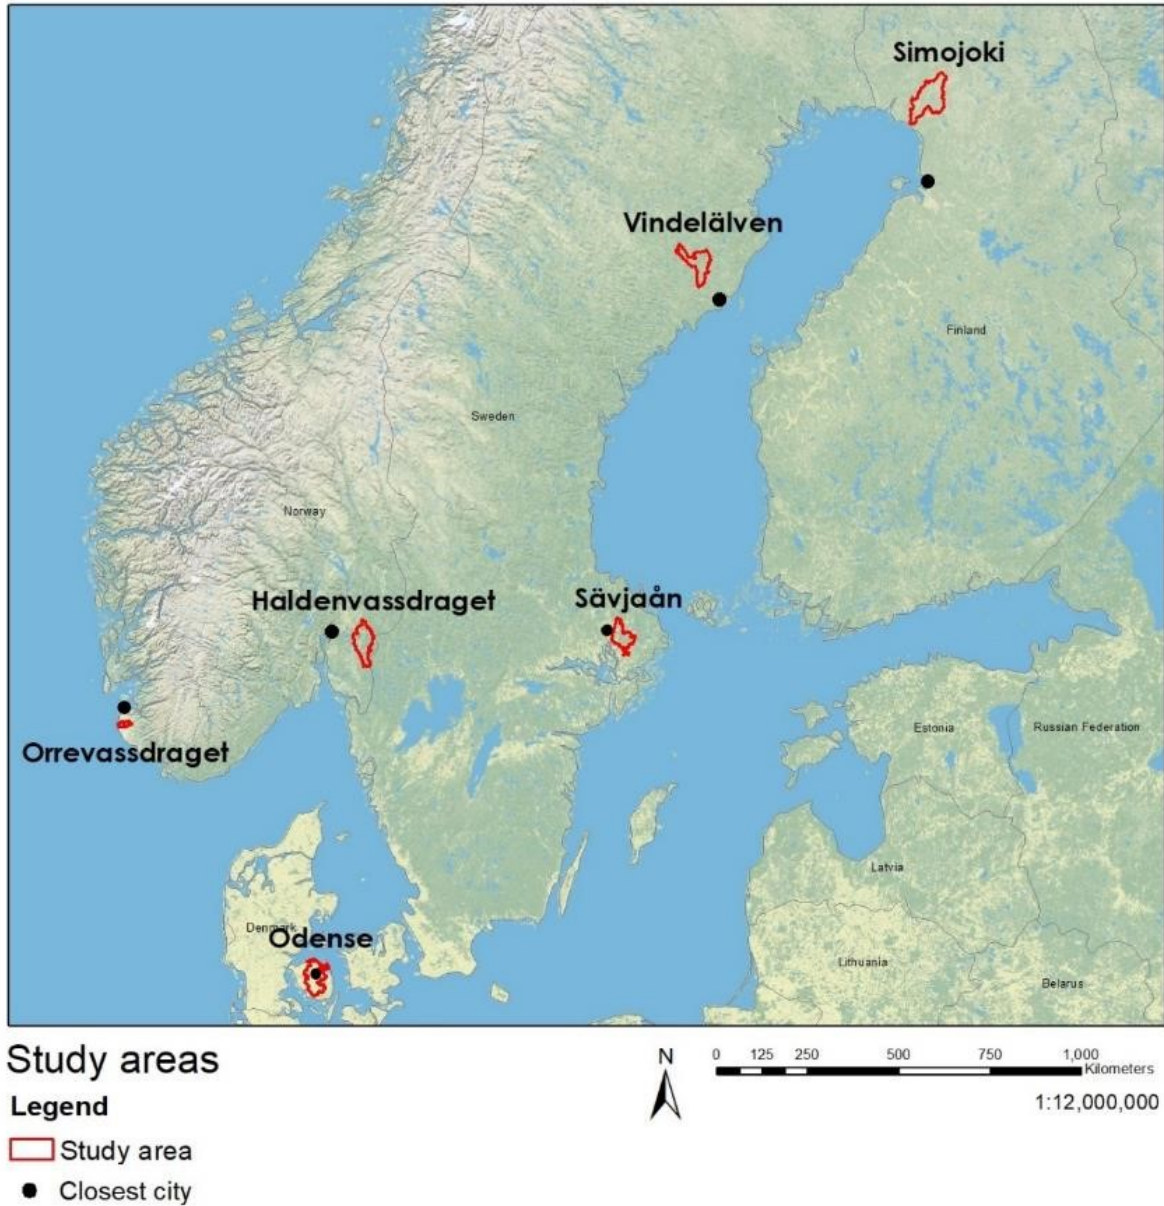 Simojoki
Vindelälven
Finland
Sweden
Norway
Haldenvassdraget
Sävjaån
Orrevassdraget
Estonia
Russian Federation
Latvia
Denmark
Odense
Lithuania
Belarus
Study areas
Legend
Study area
Closest city
N
0 125 250 500 750 1,000
Kilometers
1:12,000,000